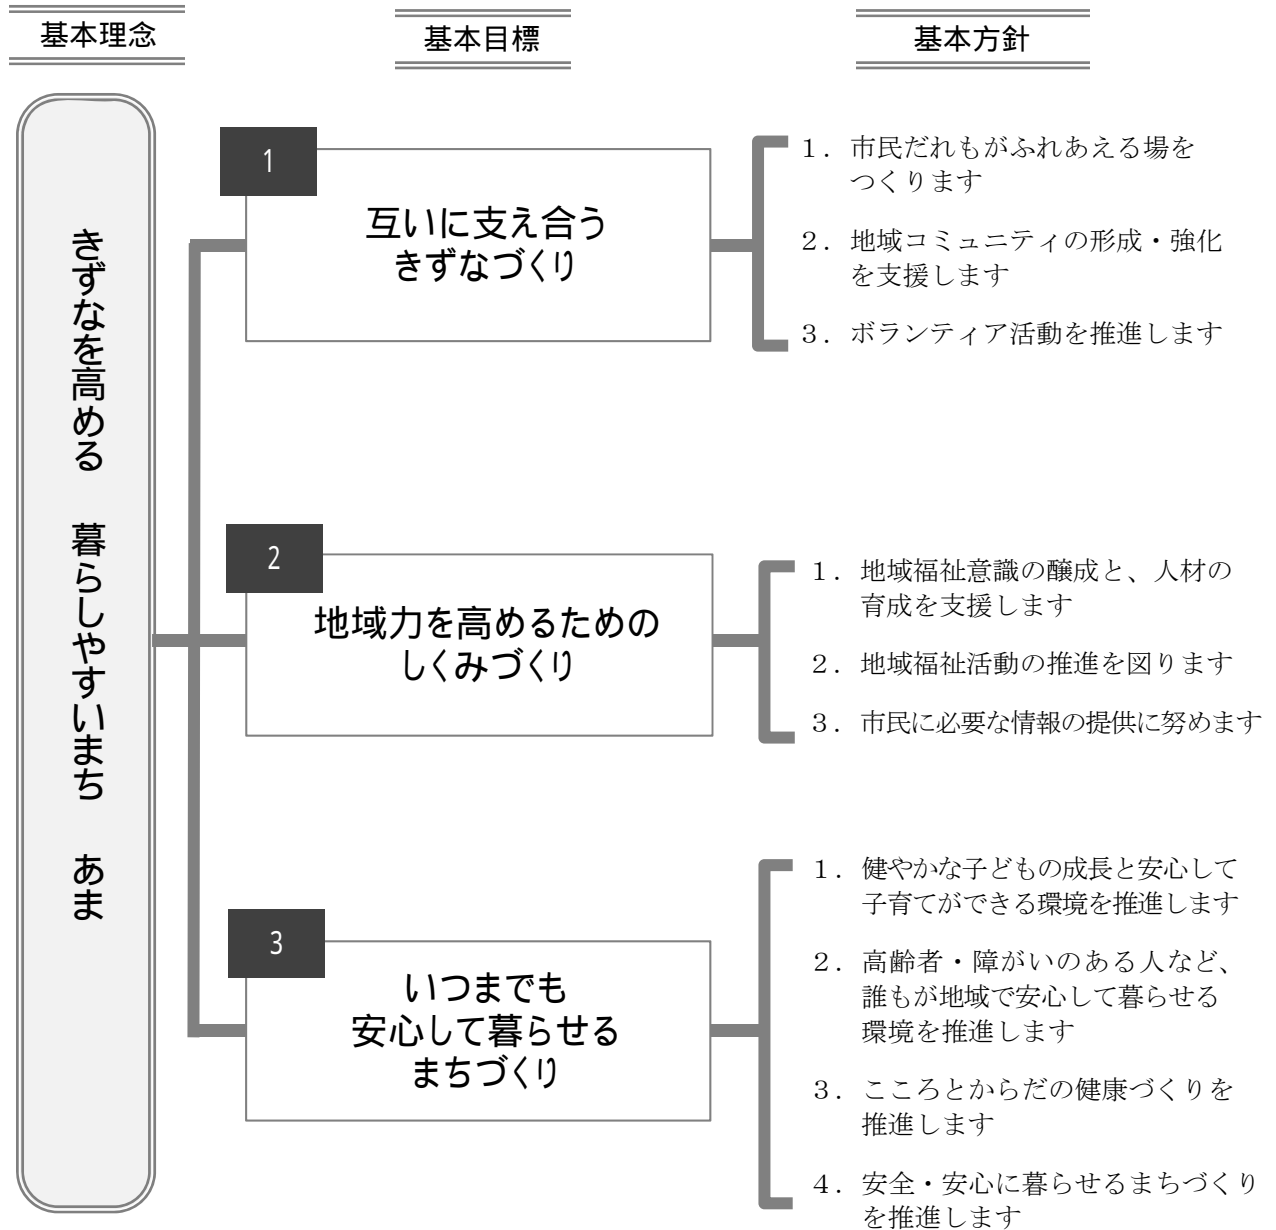 基本理念
基本目標
基本方針
きずなを高める　暮らしやすいまち　あま
1
互いに支え合う
きずなづくり
１．市民だれもがふれあえる場を
つくります
２．地域コミュニティの形成・強化
を支援します
３．ボランティア活動を推進します
2
地域力を高めるための
しくみづくり
１．地域福祉意識の醸成と、人材の
育成を支援します
２．地域福祉活動の推進を図ります
３．市民に必要な情報の提供に努めます
3
いつまでも
安心して暮らせる
まちづくり
１．健やかな子どもの成長と安心して
子育てができる環境を推進します
２．高齢者・障がいのある人など、
誰もが地域で安心して暮らせる
環境を推進します
３．こころとからだの健康づくりを
推進します
４．安全・安心に暮らせるまちづくり
を推進します